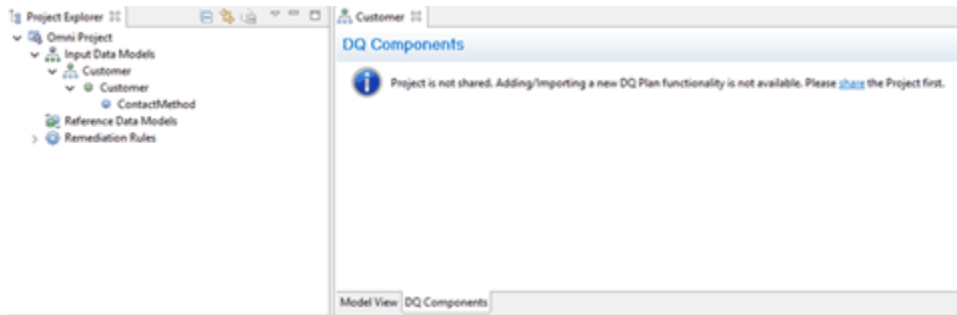 Project Explorer
Omni Project
Input Data Models
Customer
Customer
ContactMethod
Reference Data Models
Remediation Rules
Customer
DQ Components
Project is not shared. Adding/Importing a new DQ Plan functionality is not available. Please share the Project first.
Model View DQ Components